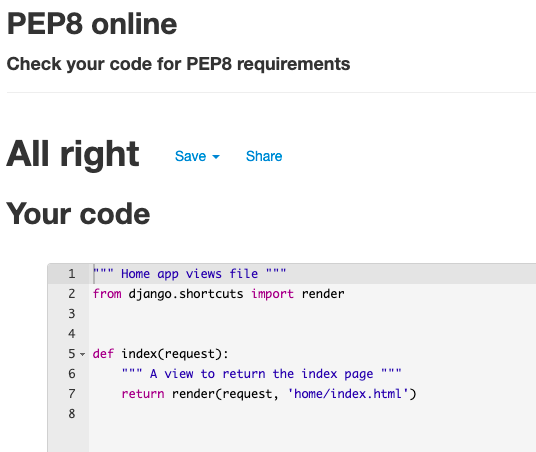 PEP8 online
Check your code for PEP8 requirements
All right Save Share
Your code
1 """ Home app views file """
2 from django.shortcuts import render
3
4
5 def index(request):
6     """ A view to return the index page """
7     return render(request, 'home/index.html')
8